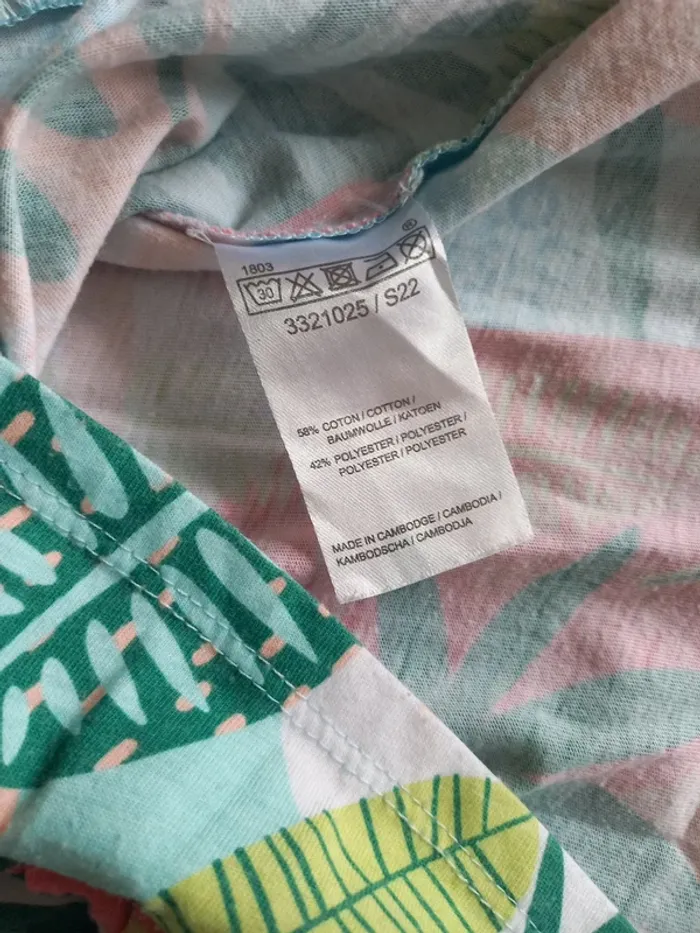 ®
1803
30
3321025 / S22
58% COTON / COTTON /
BAUMWOLLE / KATOEN
42% POLYESTER / POLYESTER /
POLYESTER / POLYESTER
MADE IN CAMBODGE / CAMBODIA /
KAMBODSCHA / CAMBODJA